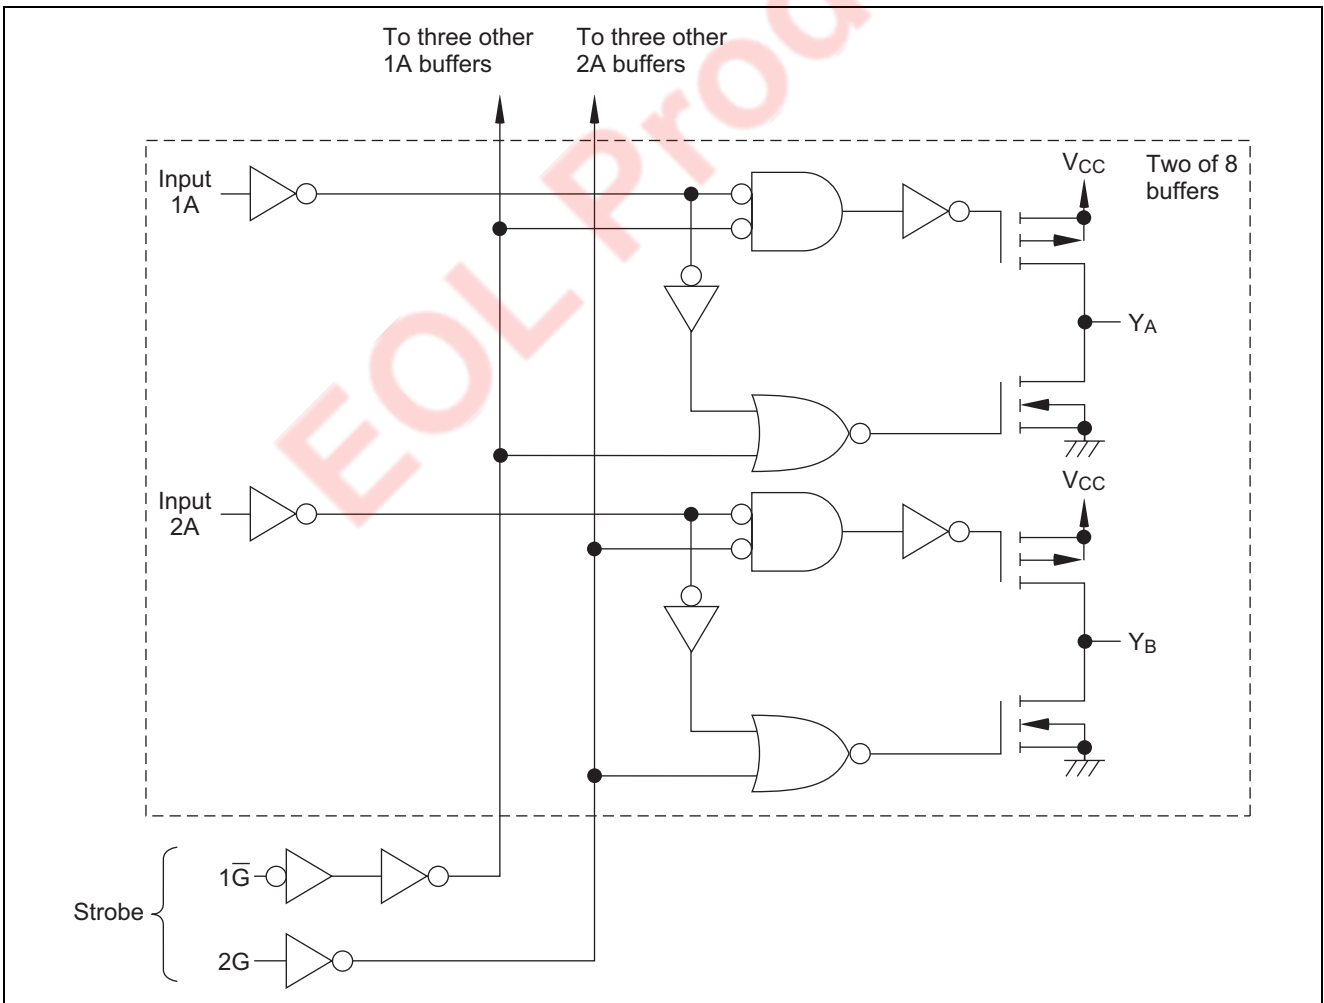 To three other
1A buffers
To three other
2A buffers
EOL Prod
Input
1A
VCC
Two of 8
buffers
YA
Input
2A
VCC
YB
Strobe
1G̅
2G